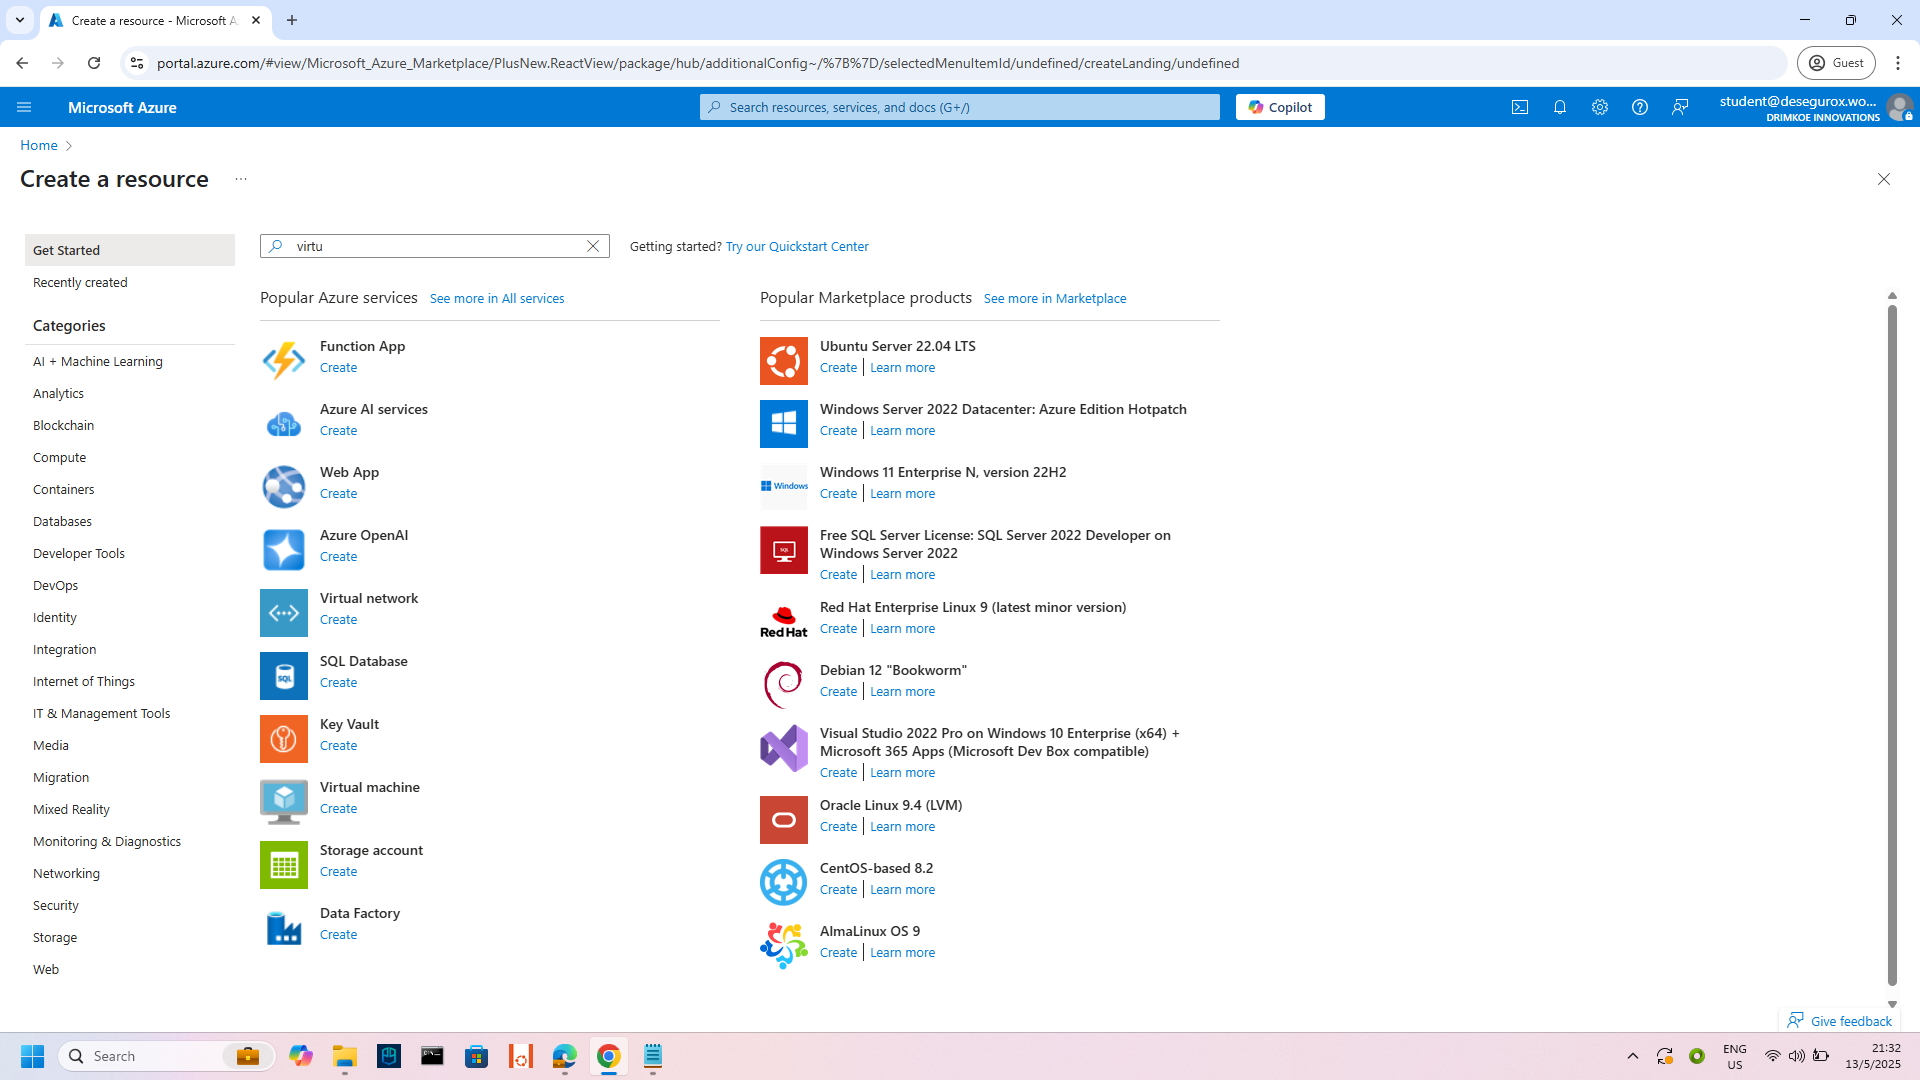 Create a resource - Microsoft A
portal.azure.com/#view/Microsoft_Azure_Marketplace/PlusNew.ReactView/package/hub/additionalConfig~/%7B%7D/selectedMenuItemId/undefined/createLanding/undefined
Guest
Microsoft Azure
Search resources, services, and docs (G+/)
Copilot
student@desegurox.wo...
DRIMKOE INNOVATIONS
Home
Create a resource
...
Get Started
Recently created
Categories
AI + Machine Learning
Analytics
Blockchain
Compute
Containers
Databases
Developer Tools
DevOps
Identity
Integration
Internet of Things
IT & Management Tools
Media
Migration
Mixed Reality
Monitoring & Diagnostics
Networking
Security
Storage
Web
virtu
Getting started? Try our Quickstart Center
Popular Azure services See more in All services
Function App
Create
Azure AI services
Create
Web App
Create
Azure OpenAI
Create
Virtual network
Create
SQL
SQL Database
Create
Key Vault
Create
Virtual machine
Create
Storage account
Create
Data Factory
Create
Popular Marketplace products See more in Marketplace
Ubuntu Server 22.04 LTS
Create | Learn more
Windows Server 2022 Datacenter: Azure Edition Hotpatch
Create | Learn more
Windows
Windows 11 Enterprise N, version 22H2
Create | Learn more
SQL
Free SQL Server License: SQL Server 2022 Developer on
Windows Server 2022
Create | Learn more
Red Hat
Red Hat Enterprise Linux 9 (latest minor version)
Create | Learn more
Debian 12 "Bookworm"
Create | Learn more
Visual Studio 2022 Pro on Windows 10 Enterprise (x64) +
Microsoft 365 Apps (Microsoft Dev Box compatible)
Create | Learn more
Oracle Linux 9.4 (LVM)
Create | Learn more
CentOS-based 8.2
Create | Learn more
AlmaLinux OS 9
Create | Learn more
Give feedback
Search
ENG
US
21:32
13/5/2025